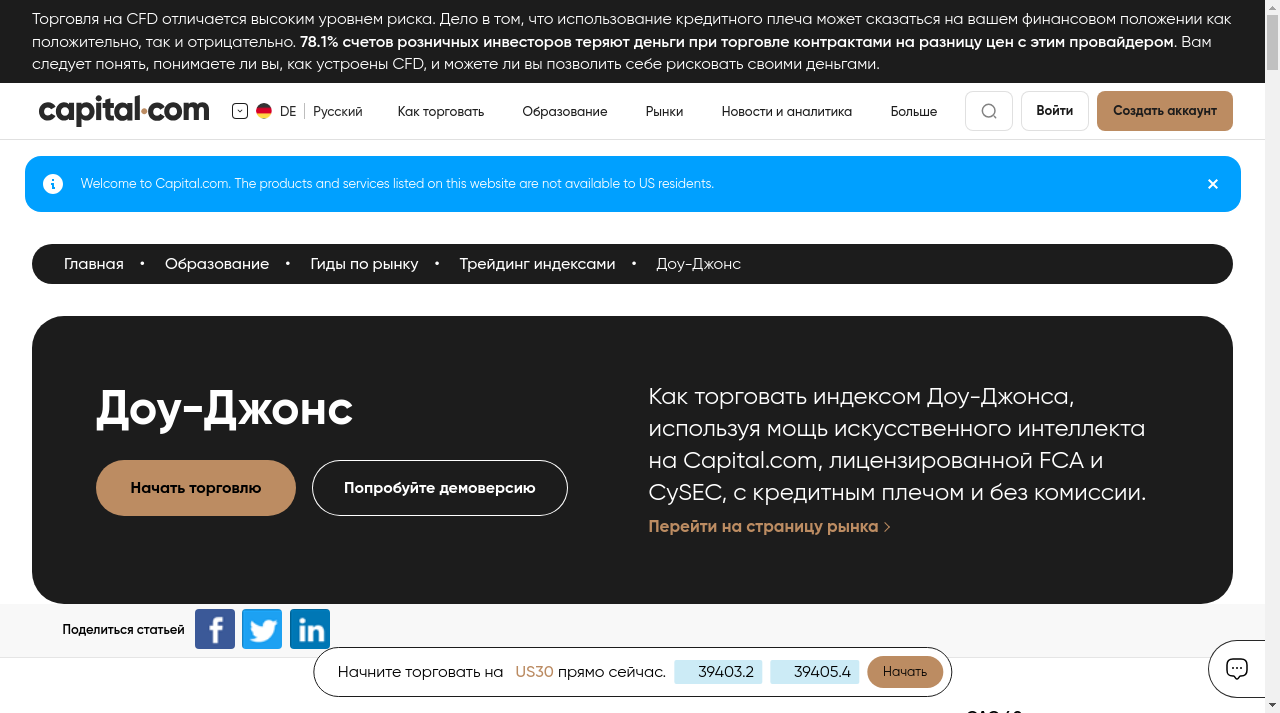 Торговля на CFD отличается высоким уровнем риска. Дело в том, что использование кредитного плеча может сказаться на вашем финансовом положении как
положительно, так и отрицательно. 78.1% счетов розничных инвесторов теряют деньги при торговле контрактами на разницу цен с этим провайдером. Вам
следует понять, понимаете ли вы, как устроены CFD, и можете ли вы позволить себе рисковать своими деньгами.
capital.com DE Русский Как торговать Образование Рынки Новости и аналитика Больше Войти Создать аккаунт
Welcome to Capital.com. The products and services listed on this website are not available to US residents.
Главная • Образование • Гиды по рынку • Трейдинг индексами • Доу-Джонс
Доу-Джонс
Начать торговлю Попробуйте демоверсию
Как торговать индексом Доу-Джонса,
используя мощь искусственного интеллекта
на Capital.com, лицензированной FCA и
CySEC, с кредитным плечом и без комиссии.
Перейти на страницу рынка
Поделиться статьей
Начните торговать на US30 прямо сейчас. 39403.2 39405.4 Начать